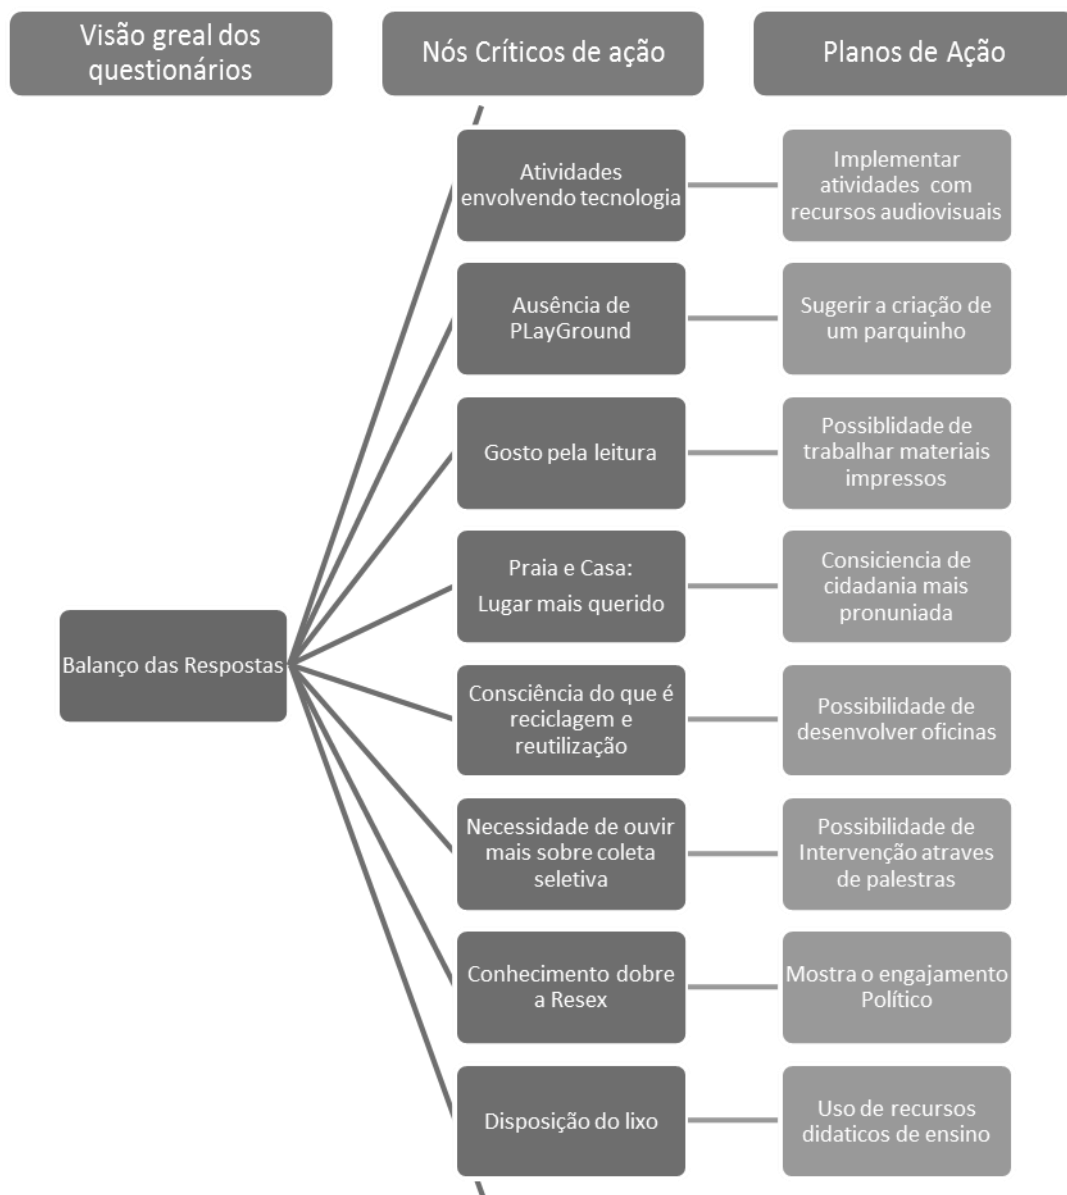 Visão greal dos
questionários
Nós Críticos de ação
Planos de Ação
Balanço das Respostas
Atividades
envolvendo tecnologia
Implementar
atividades com
recursos audiovisuais
Ausência de
PLayGround
Sugerir a criação de
um parquinho
Gosto pela leitura
Possiblidade de
trabalhar materiais
impressos
Praia e Casa:
Lugar mais querido
Consiciencia de
cidadania mais
pronuniada
Consciência do que é
reciclagem e
reutilização
Possibilidade de
desenvolver oficinas
Necessidade de ouvir
mais sobre coleta
seletiva
Possibilidade de
Intervenção atraves
de palestras
Conhecimento dobre
a Resex
Mostra o engajamento
Político
Disposição do lixo
Uso de recursos
didaticos de ensino